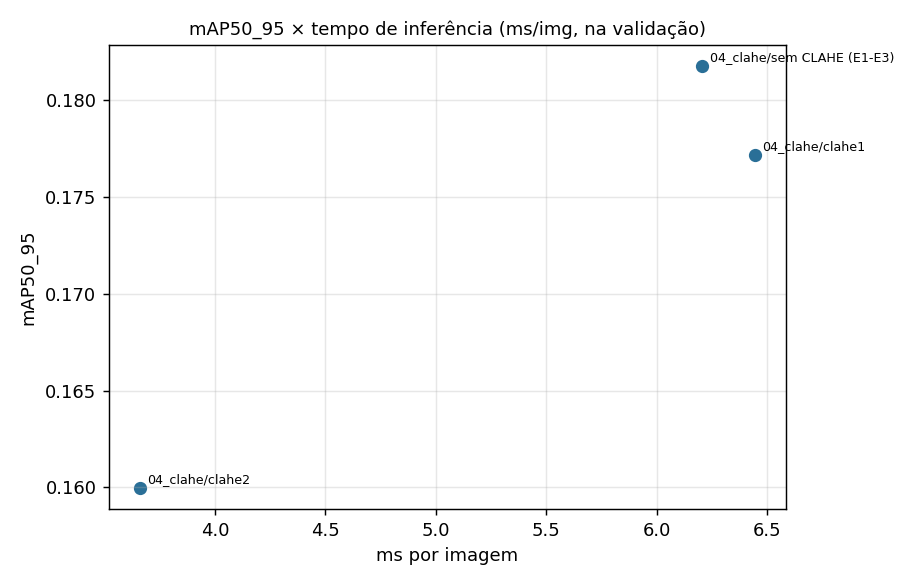 mAP50_95 × tempo de inferência (ms/img, na validação)
04_clahe/sem CLAHE (E1-E3)
04_clahe/clahe1
04_clahe/clahe2
mAP50_95
0.180
0.175
0.170
0.165
0.160
4.0 4.5 5.0 5.5 6.0 6.5
ms por imagem